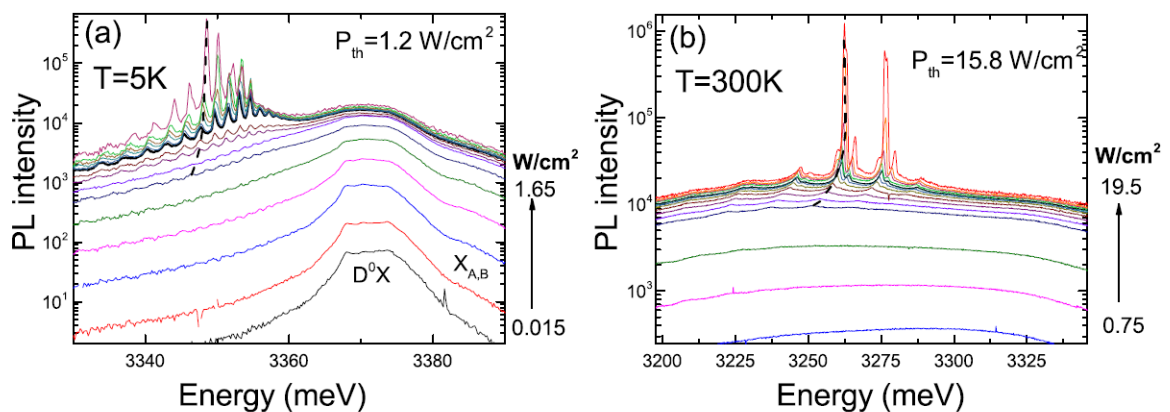 (a)
P_th=1.2 W/cm²
T=5K
10⁵
10⁴
10³
10²
10¹
PL intensity
D⁰X
X_A,B
W/cm²
1.65
0.015
3340
3360
3380
Energy (meV)
(b)
P_th=15.8 W/cm²
T=300K
10⁶
10⁵
10⁴
10³
PL intensity
W/cm²
19.5
0.75
3200
3225
3250
3275
3300
3325
Energy (meV)